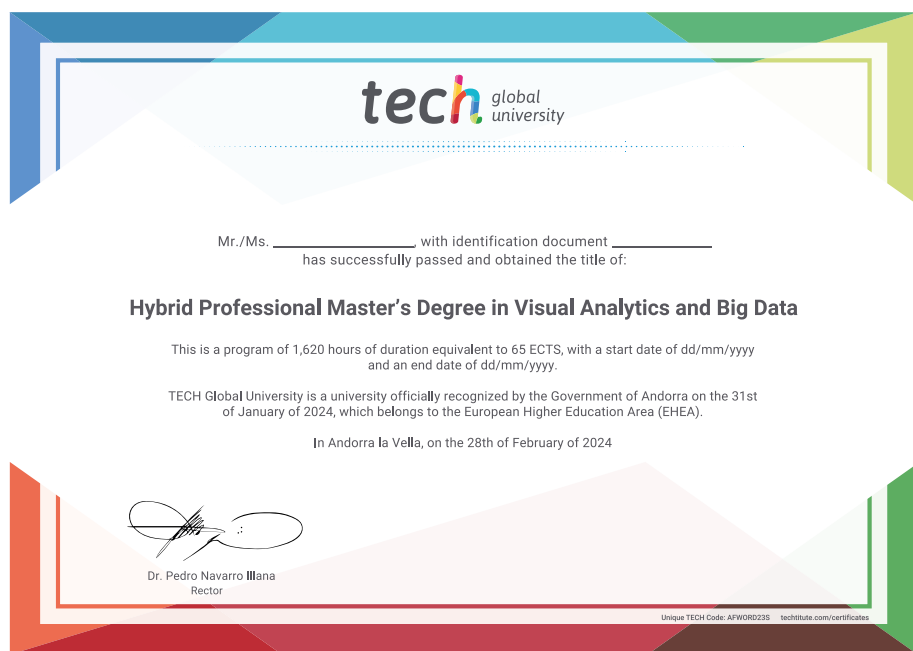 tech global university
Mr./Ms. ____________________, with identification document ______________
has successfully passed and obtained the title of:
Hybrid Professional Master’s Degree in Visual Analytics and Big Data
This is a program of 1,620 hours of duration equivalent to 65 ECTS, with a start date of dd/mm/yyyy
and an end date of dd/mm/yyyy.
TECH Global University is a university officially recognized by the Government of Andorra on the 31st
of January of 2024, which belongs to the European Higher Education Area (EHEA).
In Andorra la Vella, on the 28th of February of 2024
Dr. Pedro Navarro Illana
Rector
Unique TECH Code: AFWORD23S techtitute.com/certificates